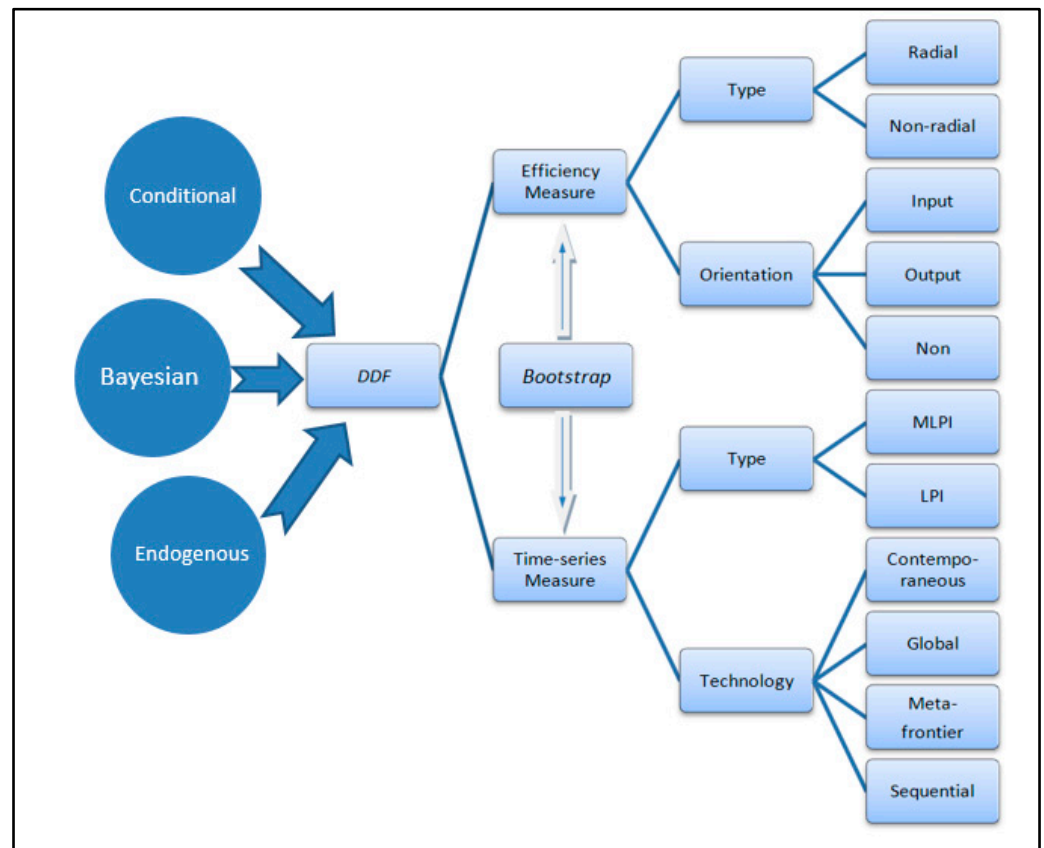 Conditional
Bayesian
Endogenous
DDF
Efficiency
Measure
Bootstrap
Time-series
Measure
Type
Orientation
Type
Technology
Radial
Non-radial
Input
Output
Non
MLPI
LPI
Contempo-
raneous
Global
Meta-
frontier
Sequential